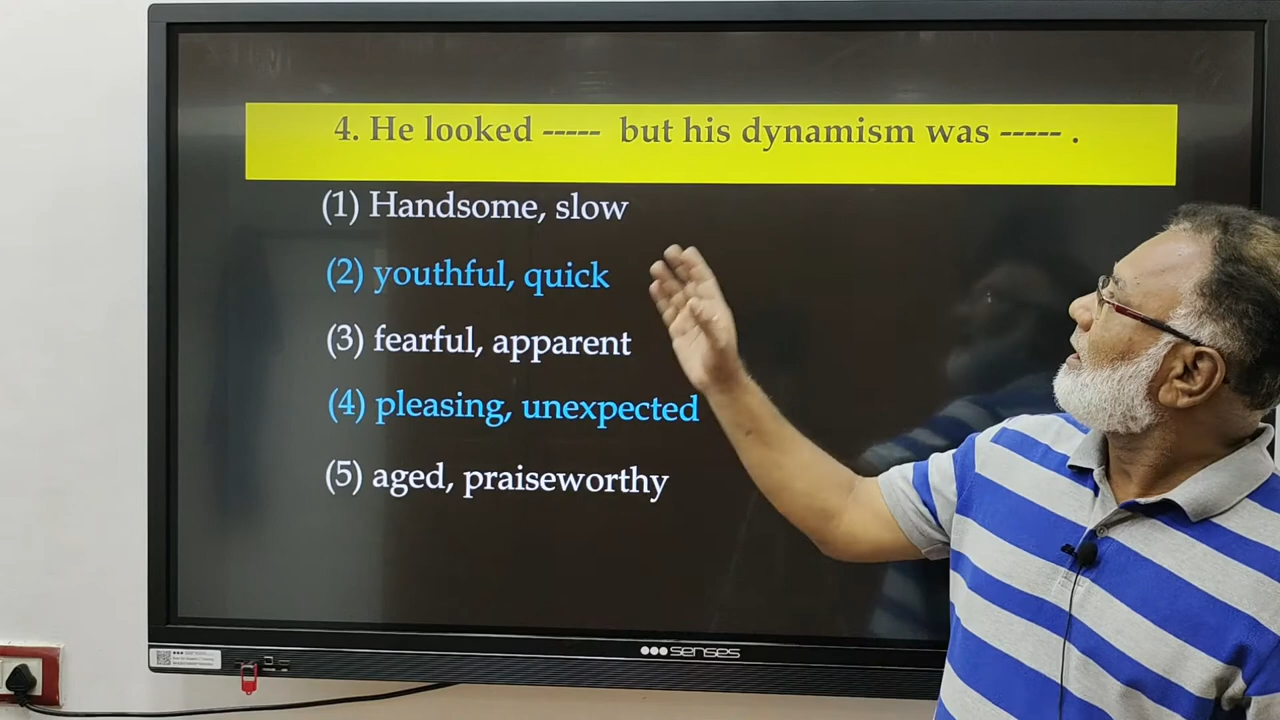 4. He looked ----- but his dynamism was ----- .
(1) Handsome, slow
(2) youthful, quick
(3) fearful, apparent
(4) pleasing, unexpected
(5) aged, praiseworthy
senses